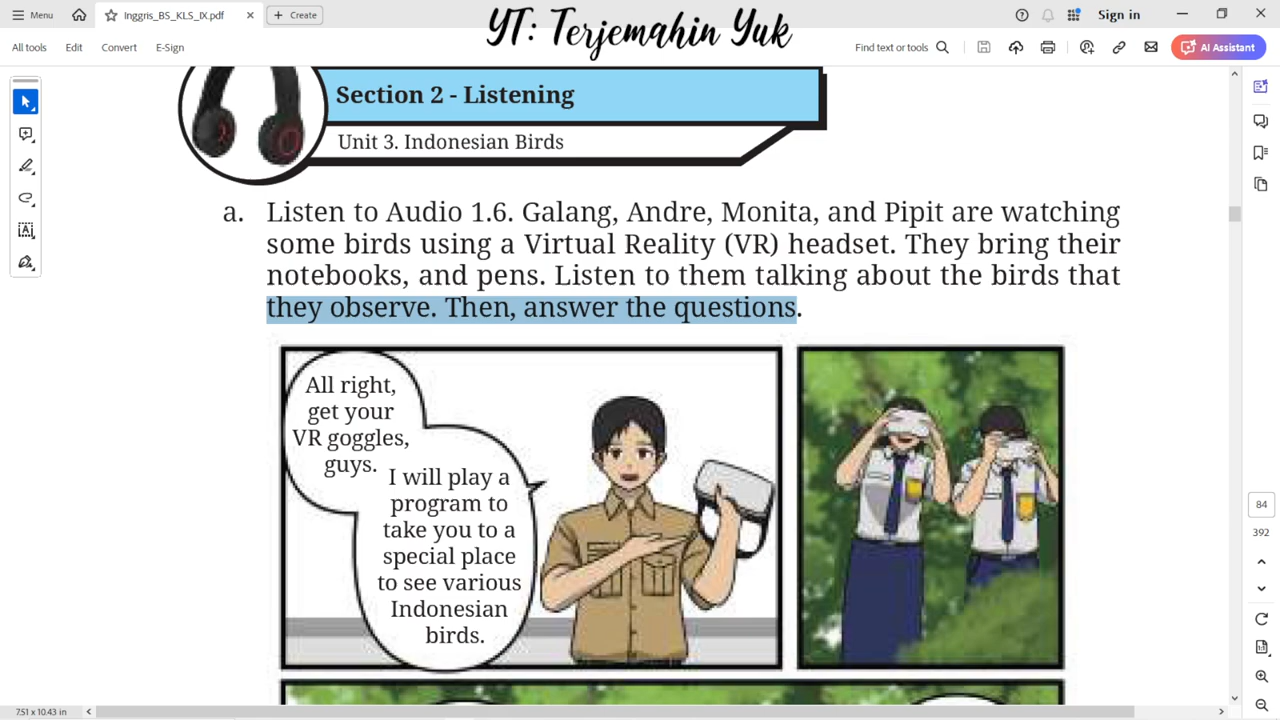 Menu
Inggris_BS_KLS_IX.pdf
Create
YT: Terjemahin Yuk
Sign in
All tools
Edit
Convert
E-Sign
Find text or tools
AI Assistant
Section 2 - Listening
Unit 3. Indonesian Birds
a. Listen to Audio 1.6. Galang, Andre, Monita, and Pipit are watching
some birds using a Virtual Reality (VR) headset. They bring their
notebooks, and pens. Listen to them talking about the birds that
they observe. Then, answer the questions.
All right,
get your
VR goggles,
guys.
I will play a
program to
take you to a
special place
to see various
Indonesian
birds.
84
392
7.51 x 10.43 in